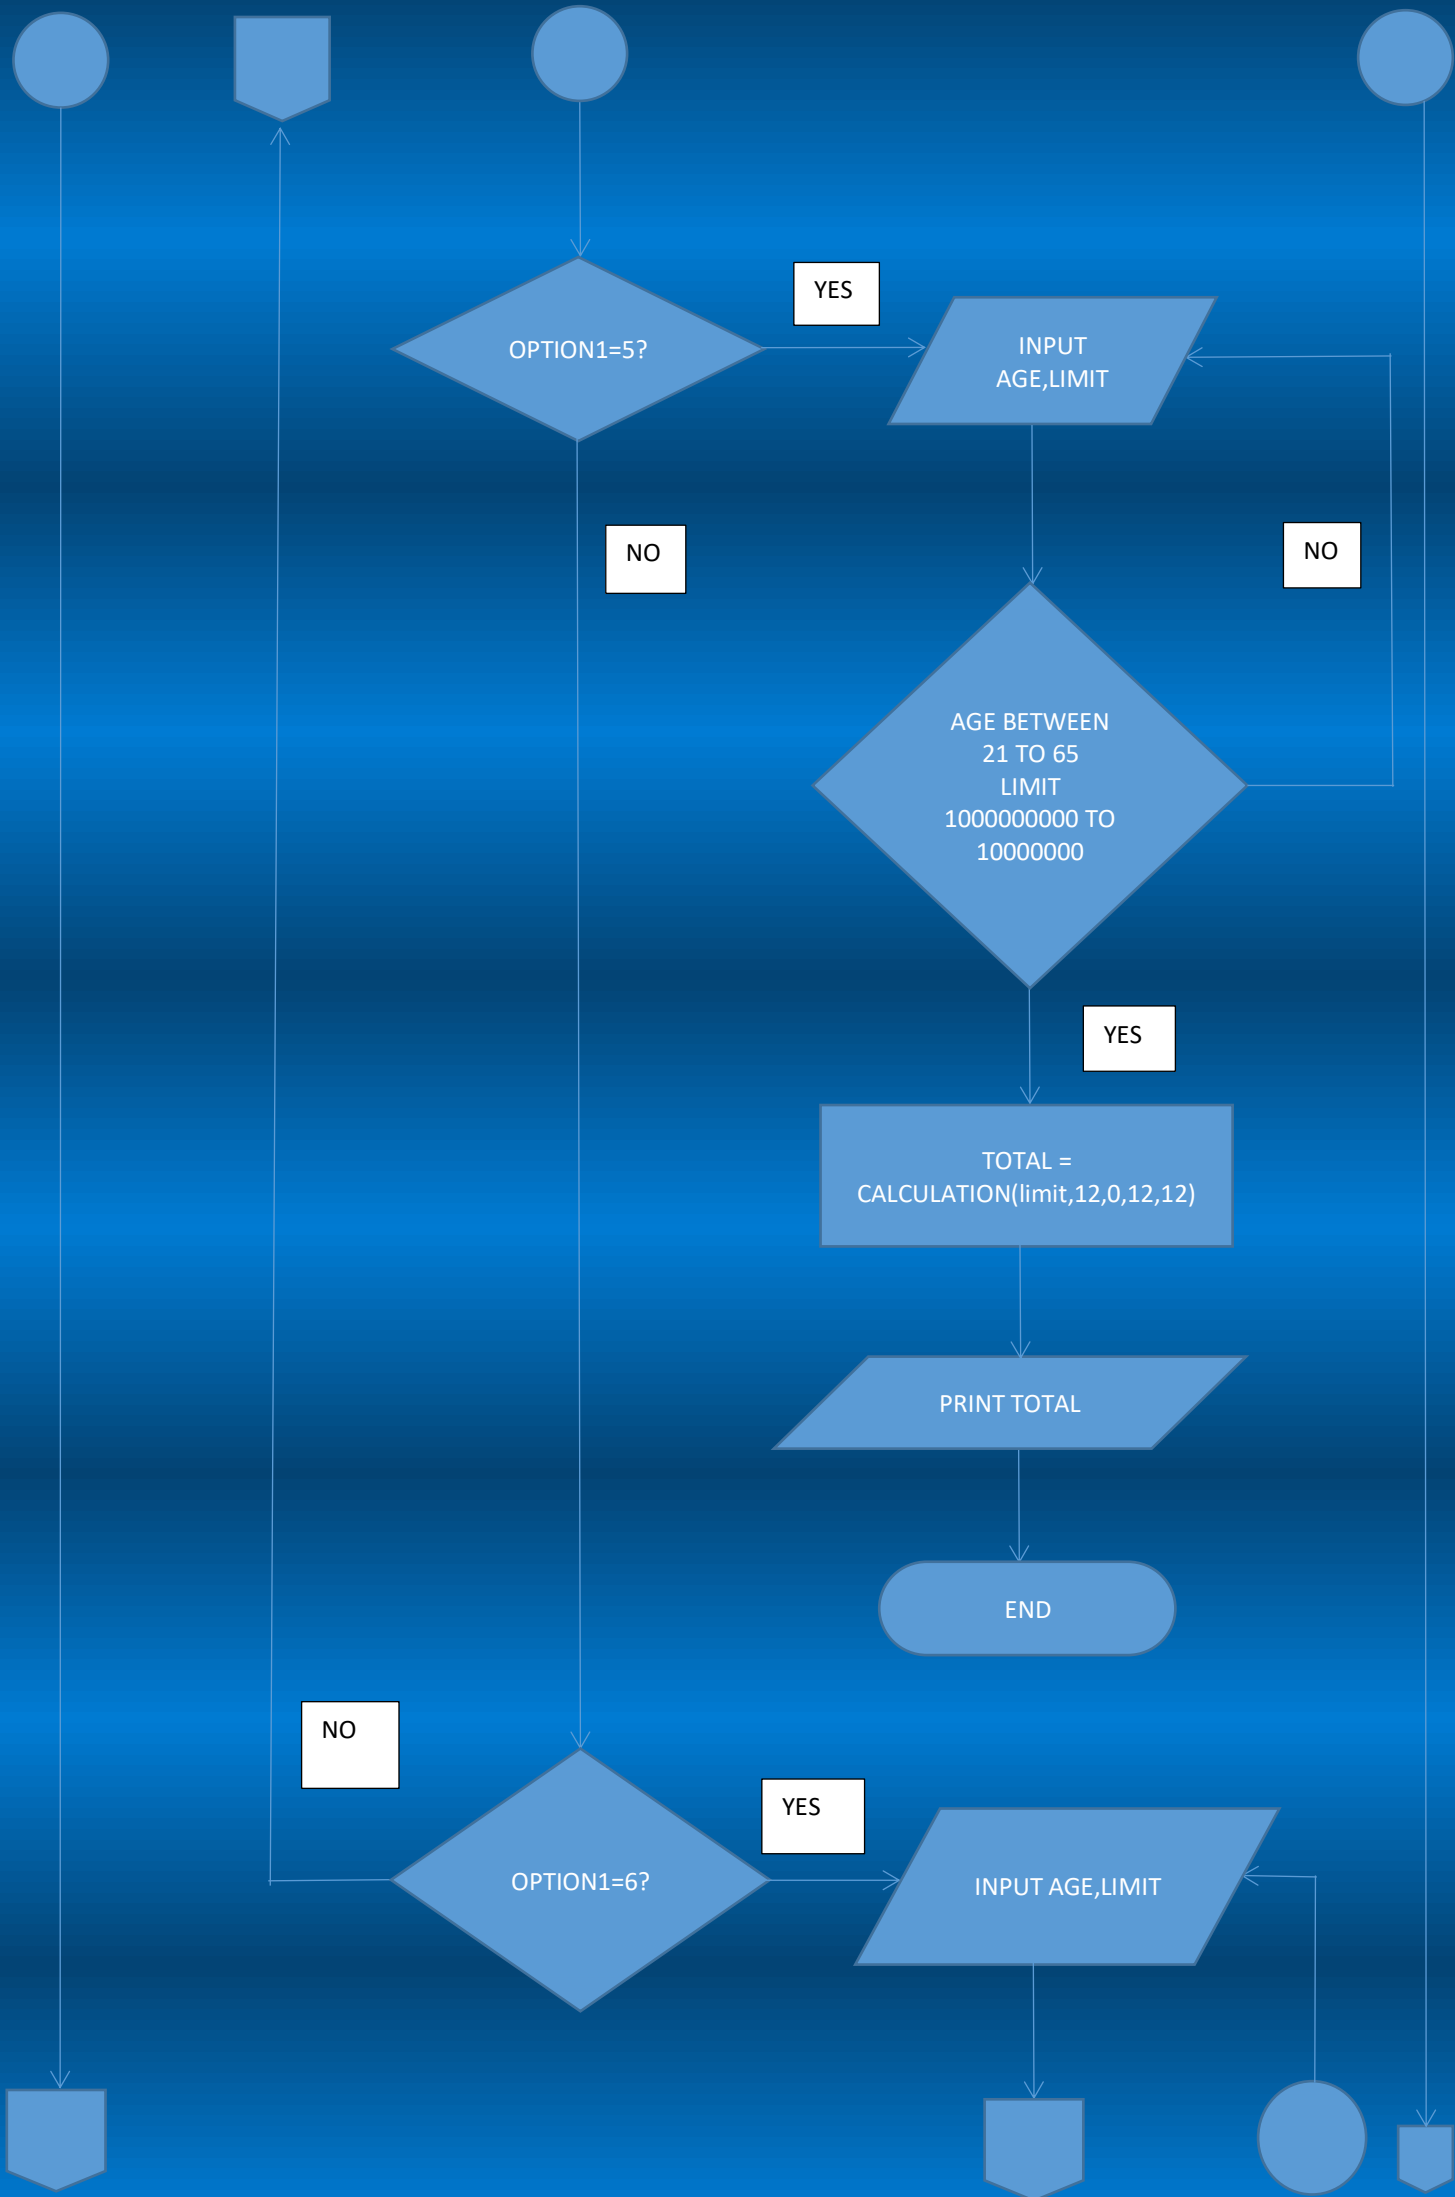 YES
OPTION1=5?
INPUT
AGE,LIMIT
NO
NO
AGE BETWEEN
21 TO 65
LIMIT
1000000000 TO
10000000
YES
TOTAL =
CALCULATION(limit,12,0,12,12)
PRINT TOTAL
END
NO
YES
OPTION1=6?
INPUT AGE,LIMIT